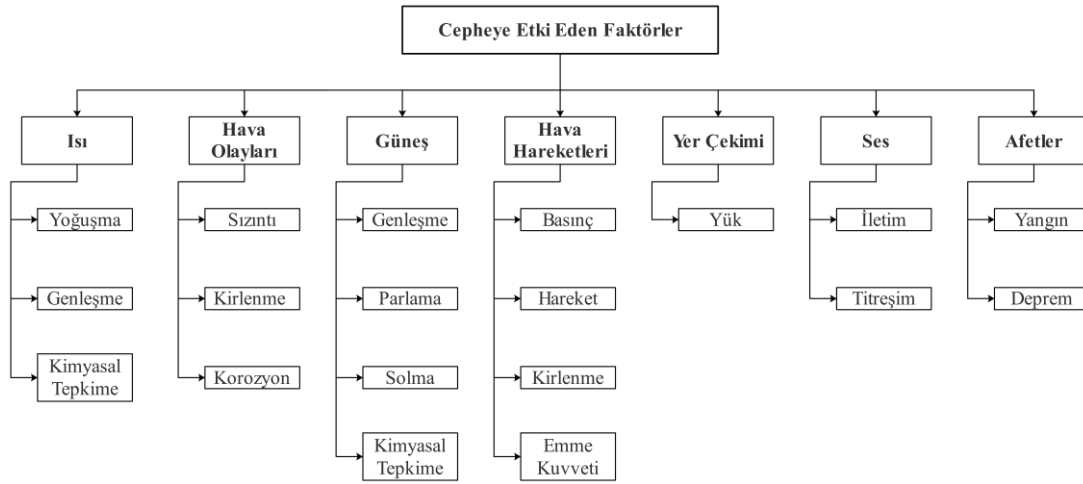 Cepheye Etki Eden Faktörler
Isı
Hava
Olayları
Güneş
Hava
Hareketleri
Yer Çekimi
Ses
Afetler
Yoğuşma
Genleşme
Kimyasal
Tepkime
Sızıntı
Kirlenme
Korozyon
Genleşme
Parlama
Solma
Kimyasal
Tepkime
Basınç
Hareket
Kirlenme
Emme
Kuvveti
Yük
İletim
Titreşim
Yangın
Deprem